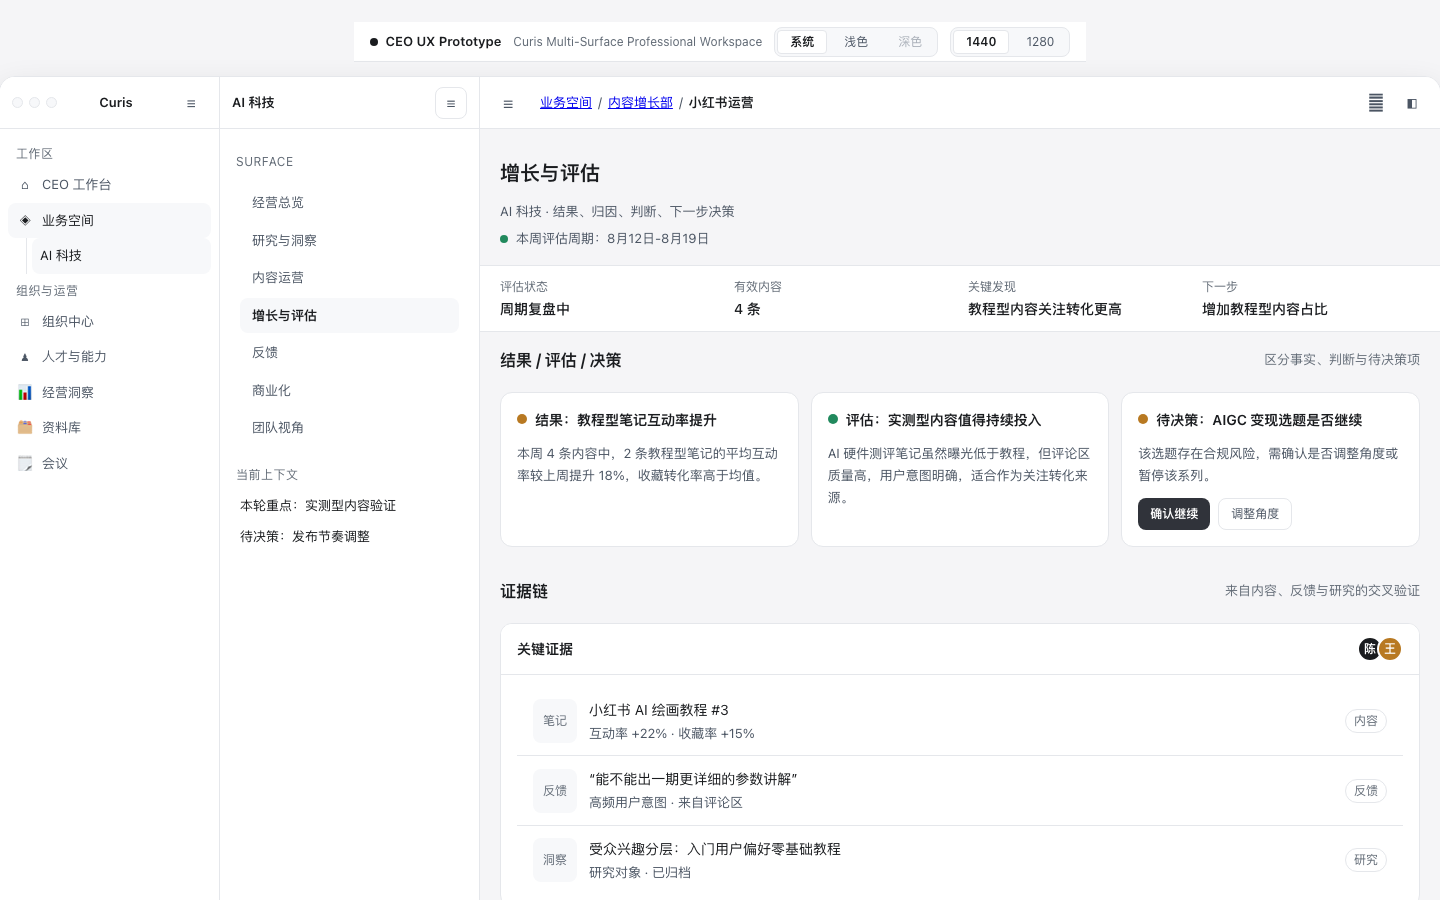 CEO UX Prototype
Curis Multi-Surface Professional Workspace
系统
浅色
深色
1440
1280
Curis
AI 科技
业务空间 / 内容增长部 / 小红书运营
工作区
CEO 工作台
业务空间
AI 科技
组织与运营
组织中心
人才与能力
经营洞察
资料库
会议
SURFACE
经营总览
研究与洞察
内容运营
增长与评估
反馈
商业化
团队视角
当前上下文
本轮重点：实测型内容验证
待决策：发布节奏调整
增长与评估
AI 科技 · 结果、归因、判断、下一步决策
本周评估周期：8月12日-8月19日
评估状态
周期复盘中
有效内容
4 条
关键发现
教程型内容关注转化更高
下一步
增加教程型内容占比
结果 / 评估 / 决策
区分事实、判断与待决策项
结果：教程型笔记互动率提升
本周 4 条内容中，2 条教程型笔记的平均互动
率较上周提升 18%，收藏转化率高于均值。
评估：实测型内容值得持续投入
AI 硬件测评笔记虽然曝光低于教程，但评论区
质量高，用户意图明确，适合作为关注转化来
源。
待决策：AIGC 变现选题是否继续
该选题存在合规风险，需确认是否调整角度或
暂停该系列。
确认继续
调整角度
证据链
来自内容、反馈与研究的交叉验证
关键证据
陈
王
笔记
小红书 AI 绘画教程 #3
互动率 +22% · 收藏率 +15%
内容
反馈
“能不能出一期更详细的参数讲解”
高频用户意图 · 来自评论区
反馈
洞察
受众兴趣分层：入门用户偏好零基础教程
研究对象 · 已归档
研究